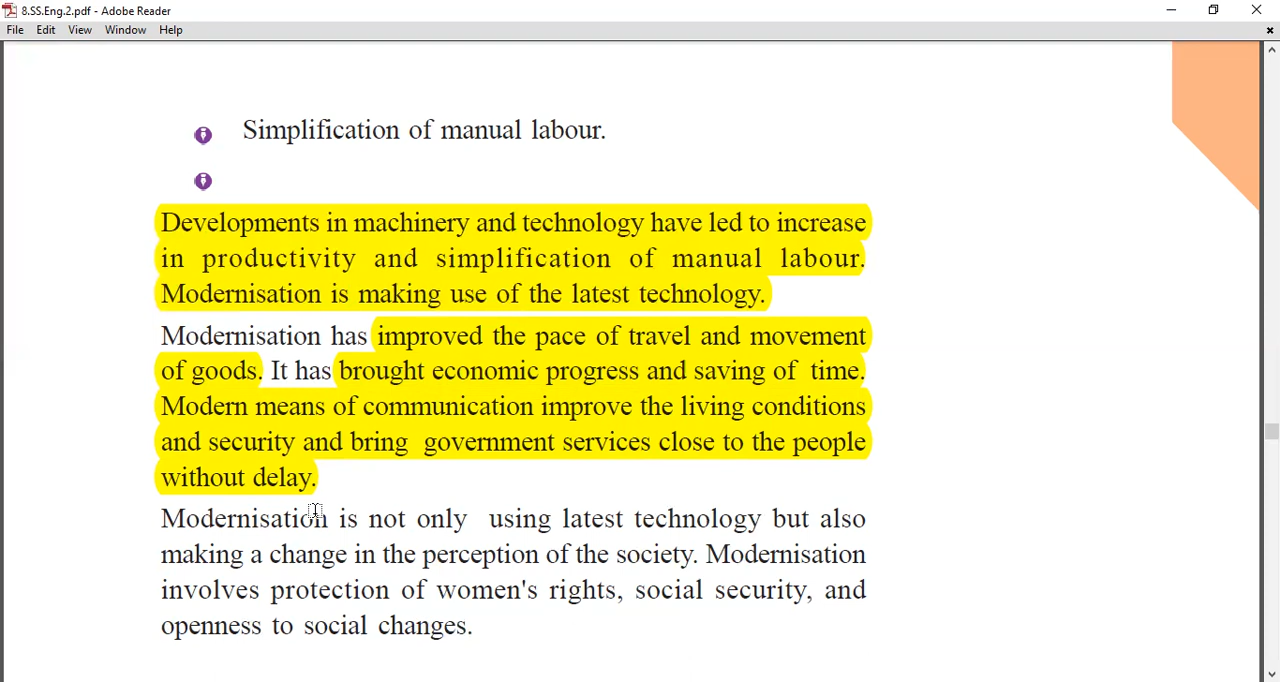 8.SS.Eng.2.pdf - Adobe Reader
File Edit View Window Help
Simplification of manual labour.
Developments in machinery and technology have led to increase
in productivity and simplification of manual labour.
Modernisation is making use of the latest technology.
Modernisation has improved the pace of travel and movement
of goods. It has brought economic progress and saving of time.
Modern means of communication improve the living conditions
and security and bring government services close to the people
without delay.
Modernisation is not only using latest technology but also
making a change in the perception of the society. Modernisation
involves protection of women's rights, social security, and
openness to social changes.